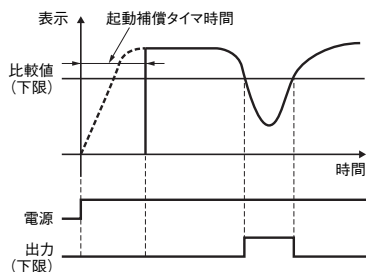 表示
起動補償タイマ時間
比較値
（下限）
時間
電源
出力
（下限）